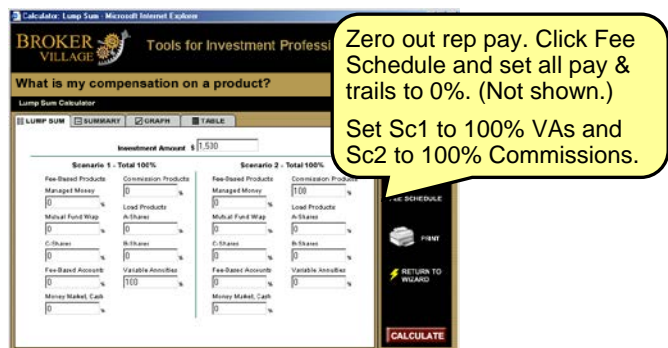 Calculator: Lump Sum - Microsoft Internet Explorer
BROKER
VILLAGE
Tools for Investment Professi
What is my compensation on a product?
Lump Sum Calculator
LUMP SUM SUMMARY GRAPH TABLE
Investment Amount $ 1,530
Scenario 1 - Total 100% Scenario 2 - Total 100%
Fee-Based Products Commission Products Fee-Based Products Commission Products
Managed Money 0 % Managed Money 100 %
0 % Load Products 0 % Load Products
Mutual Fund Wrap A-Shares Mutual Fund Wrap A-Shares
0 % 0 % 0 % 0 %
C-Shares B-Shares C-Shares B-Shares
0 % 0 % 0 % 0 %
Fee-Based Accounts Variable Annuities Fee-Based Accounts Variable Annuities
0 % 100 % 0 % 0 %
Money Market, Cash Money Market, Cash
0 % 0 %
FEE SCHEDULE
PRINT
RETURN TO
WIZARD
CALCULATE
Zero out rep pay. Click Fee
Schedule and set all pay &
trails to 0%. (Not shown.)
Set Sc1 to 100% VAs and
Sc2 to 100% Commissions.